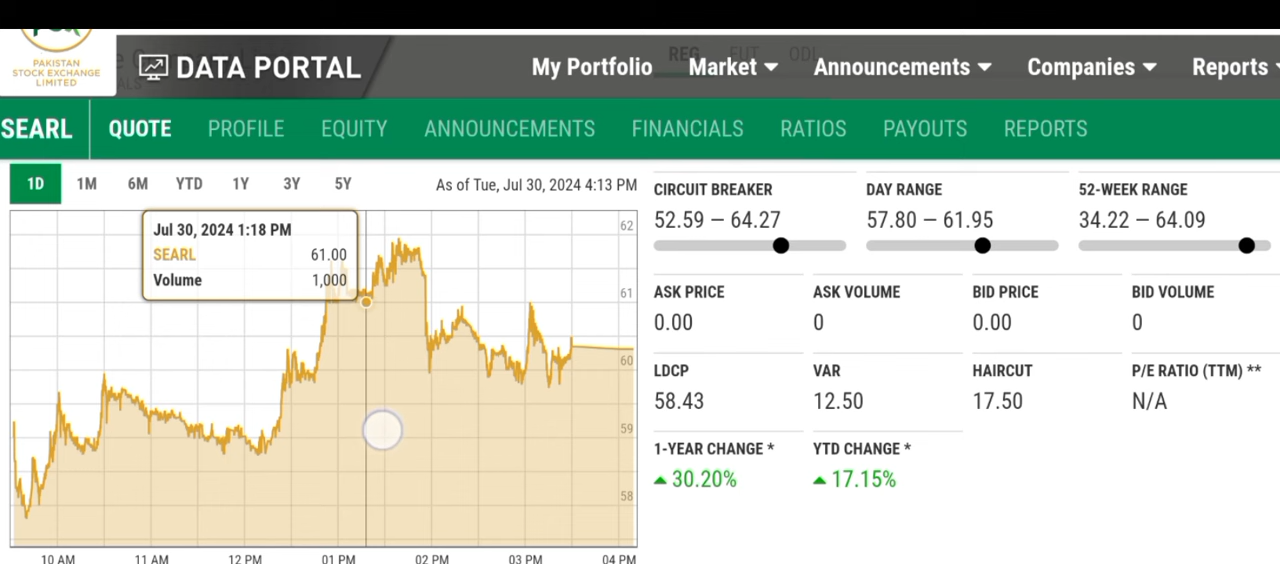 PAKISTAN
STOCK EXCHANGE
LIMITED
DATA PORTAL
REG
FUT
ODL
My Portfolio
Market
Announcements
Companies
Reports
SEARL
QUOTE
PROFILE
EQUITY
ANNOUNCEMENTS
FINANCIALS
RATIOS
PAYOUTS
REPORTS
1D 1M 6M YTD 1Y 3Y 5Y
As of Tue, Jul 30, 2024 4:13 PM
Jul 30, 2024 1:18 PM
SEARL 61.00
Volume 1,000
62
61
60
59
58
10 AM 11 AM 12 PM 01 PM 02 PM 03 PM 04 PM
CIRCUIT BREAKER
52.59 — 64.27
DAY RANGE
57.80 — 61.95
52-WEEK RANGE
34.22 — 64.09
ASK PRICE
0.00
ASK VOLUME
0
BID PRICE
0.00
BID VOLUME
0
LDCP
58.43
VAR
12.50
HAIRCUT
17.50
P/E RATIO (TTM) **
N/A
1-YEAR CHANGE *
30.20%
YTD CHANGE *
17.15%